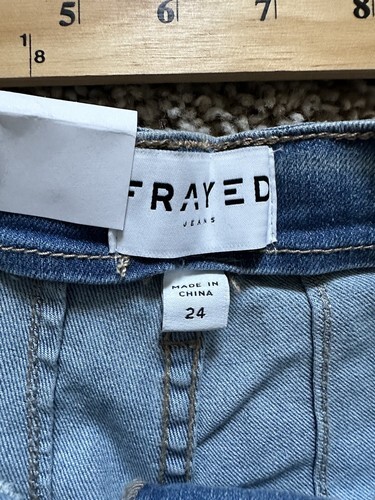 5 6 7 8
1
8
FRAYED
JEANS
MADE IN
CHINA
24